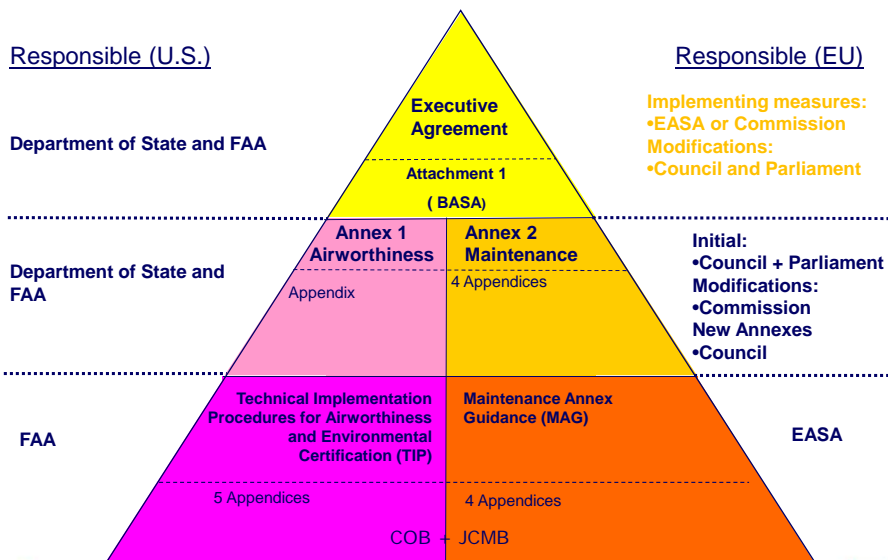 Responsible (U.S.)
Responsible (EU)
Executive
Agreement
Attachment 1
( BASA)
Department of State and FAA
Implementing measures:
•EASA or Commission
Modifications:
•Council and Parliament
Annex 1
Airworthiness
Appendix
Annex 2
Maintenance
4 Appendices
Department of State and
FAA
Initial:
•Council + Parliament
Modifications:
•Commission
New Annexes
•Council
Technical Implementation
Procedures for Airworthiness
and Environmental
Certification (TIP)
5 Appendices
Maintenance Annex
Guidance (MAG)
4 Appendices
FAA
EASA
COB + JCMB